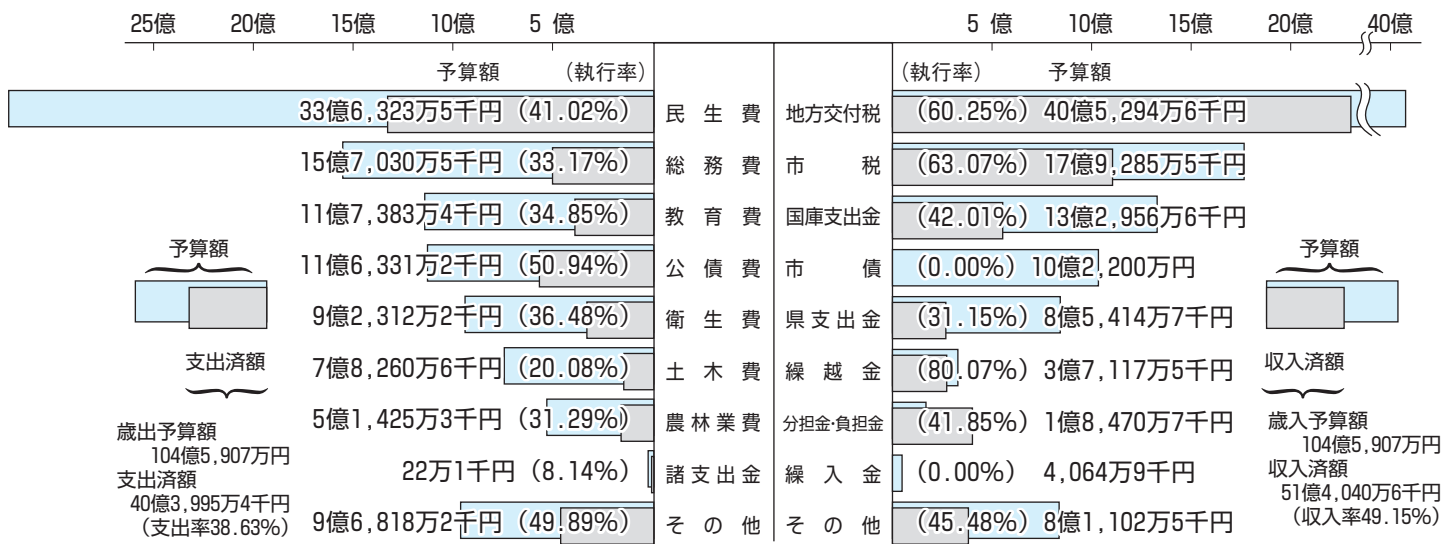 25億 20億 15億 10億 5 億 5 億 10億 15億 20億 40億
予算額 (執行率) (執行率) 予算額
33億6,323万5千円 (41.02%) 民生費 地方交付税 (60.25%) 40億5,294万6千円
15億7,030万5千円 (33.17%) 総務費 市税 (63.07%) 17億9,285万5千円
11億7,383万4千円 (34.85%) 教育費 国庫支出金 (42.01%) 13億2,956万6千円
11億6,331万2千円 (50.94%) 公債費 市債 (0.00%) 10億2,200万円
9億2,312万2千円 (36.48%) 衛生費 県支出金 (31.15%) 8億5,414万7千円
7億8,260万6千円 (20.08%) 土木費 繰越金 (80.07%) 3億7,117万5千円
5億1,425万3千円 (31.29%) 農林業費 分担金・負担金 (41.85%) 1億8,470万7千円
22万1千円 (8.14%) 諸支出金 繰入金 (0.00%) 4,064万9千円
9億6,818万2千円 (49.89%) その他 その他 (45.48%) 8億1,102万5千円
予算額
支出済額
歳出予算額
104億5,907万円
支出済額
40億3,995万4千円
(支出率38.63%)
予算額
収入済額
歳入予算額
104億5,907万円
収入済額
51億4,040万6千円
(収入率49.15%)